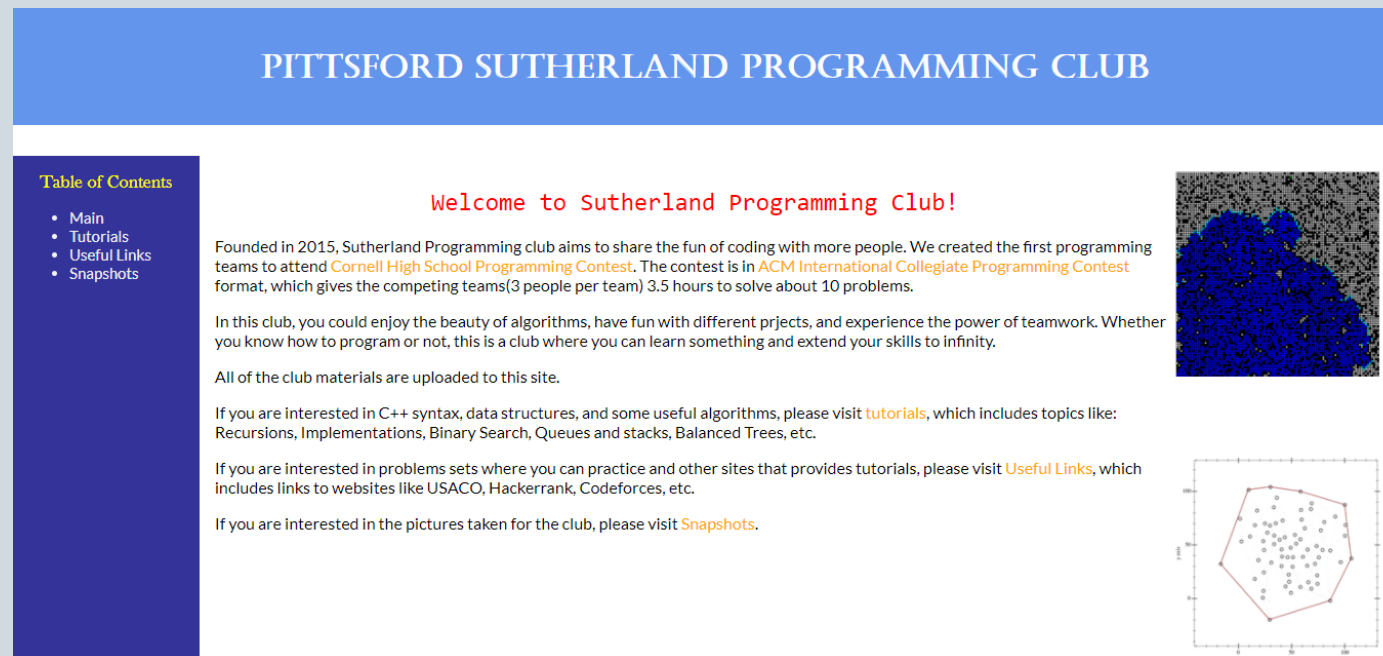 PITTSFORD SUTHERLAND PROGRAMMING CLUB
Table of Contents
Main
Tutorials
Useful Links
Snapshots
Welcome to Sutherland Programming Club!
Founded in 2015, Sutherland Programming club aims to share the fun of coding with more people. We created the first programming
teams to attend Cornell High School Programming Contest. The contest is in ACM International Collegiate Programming Contest
format, which gives the competing teams(3 people per team) 3.5 hours to solve about 10 problems.
In this club, you could enjoy the beauty of algorithms, have fun with different prjects, and experience the power of teamwork. Whether
you know how to program or not, this is a club where you can learn something and extend your skills to infinity.
All of the club materials are uploaded to this site.
If you are interested in C++ syntax, data structures, and some useful algorithms, please visit tutorials, which includes topics like:
Recursions, Implementations, Binary Search, Queues and stacks, Balanced Trees, etc.
If you are interested in problems sets where you can practice and other sites that provides tutorials, please visit Useful Links, which
includes links to websites like USACO, Hackerrank, Codeforces, etc.
If you are interested in the pictures taken for the club, please visit Snapshots.